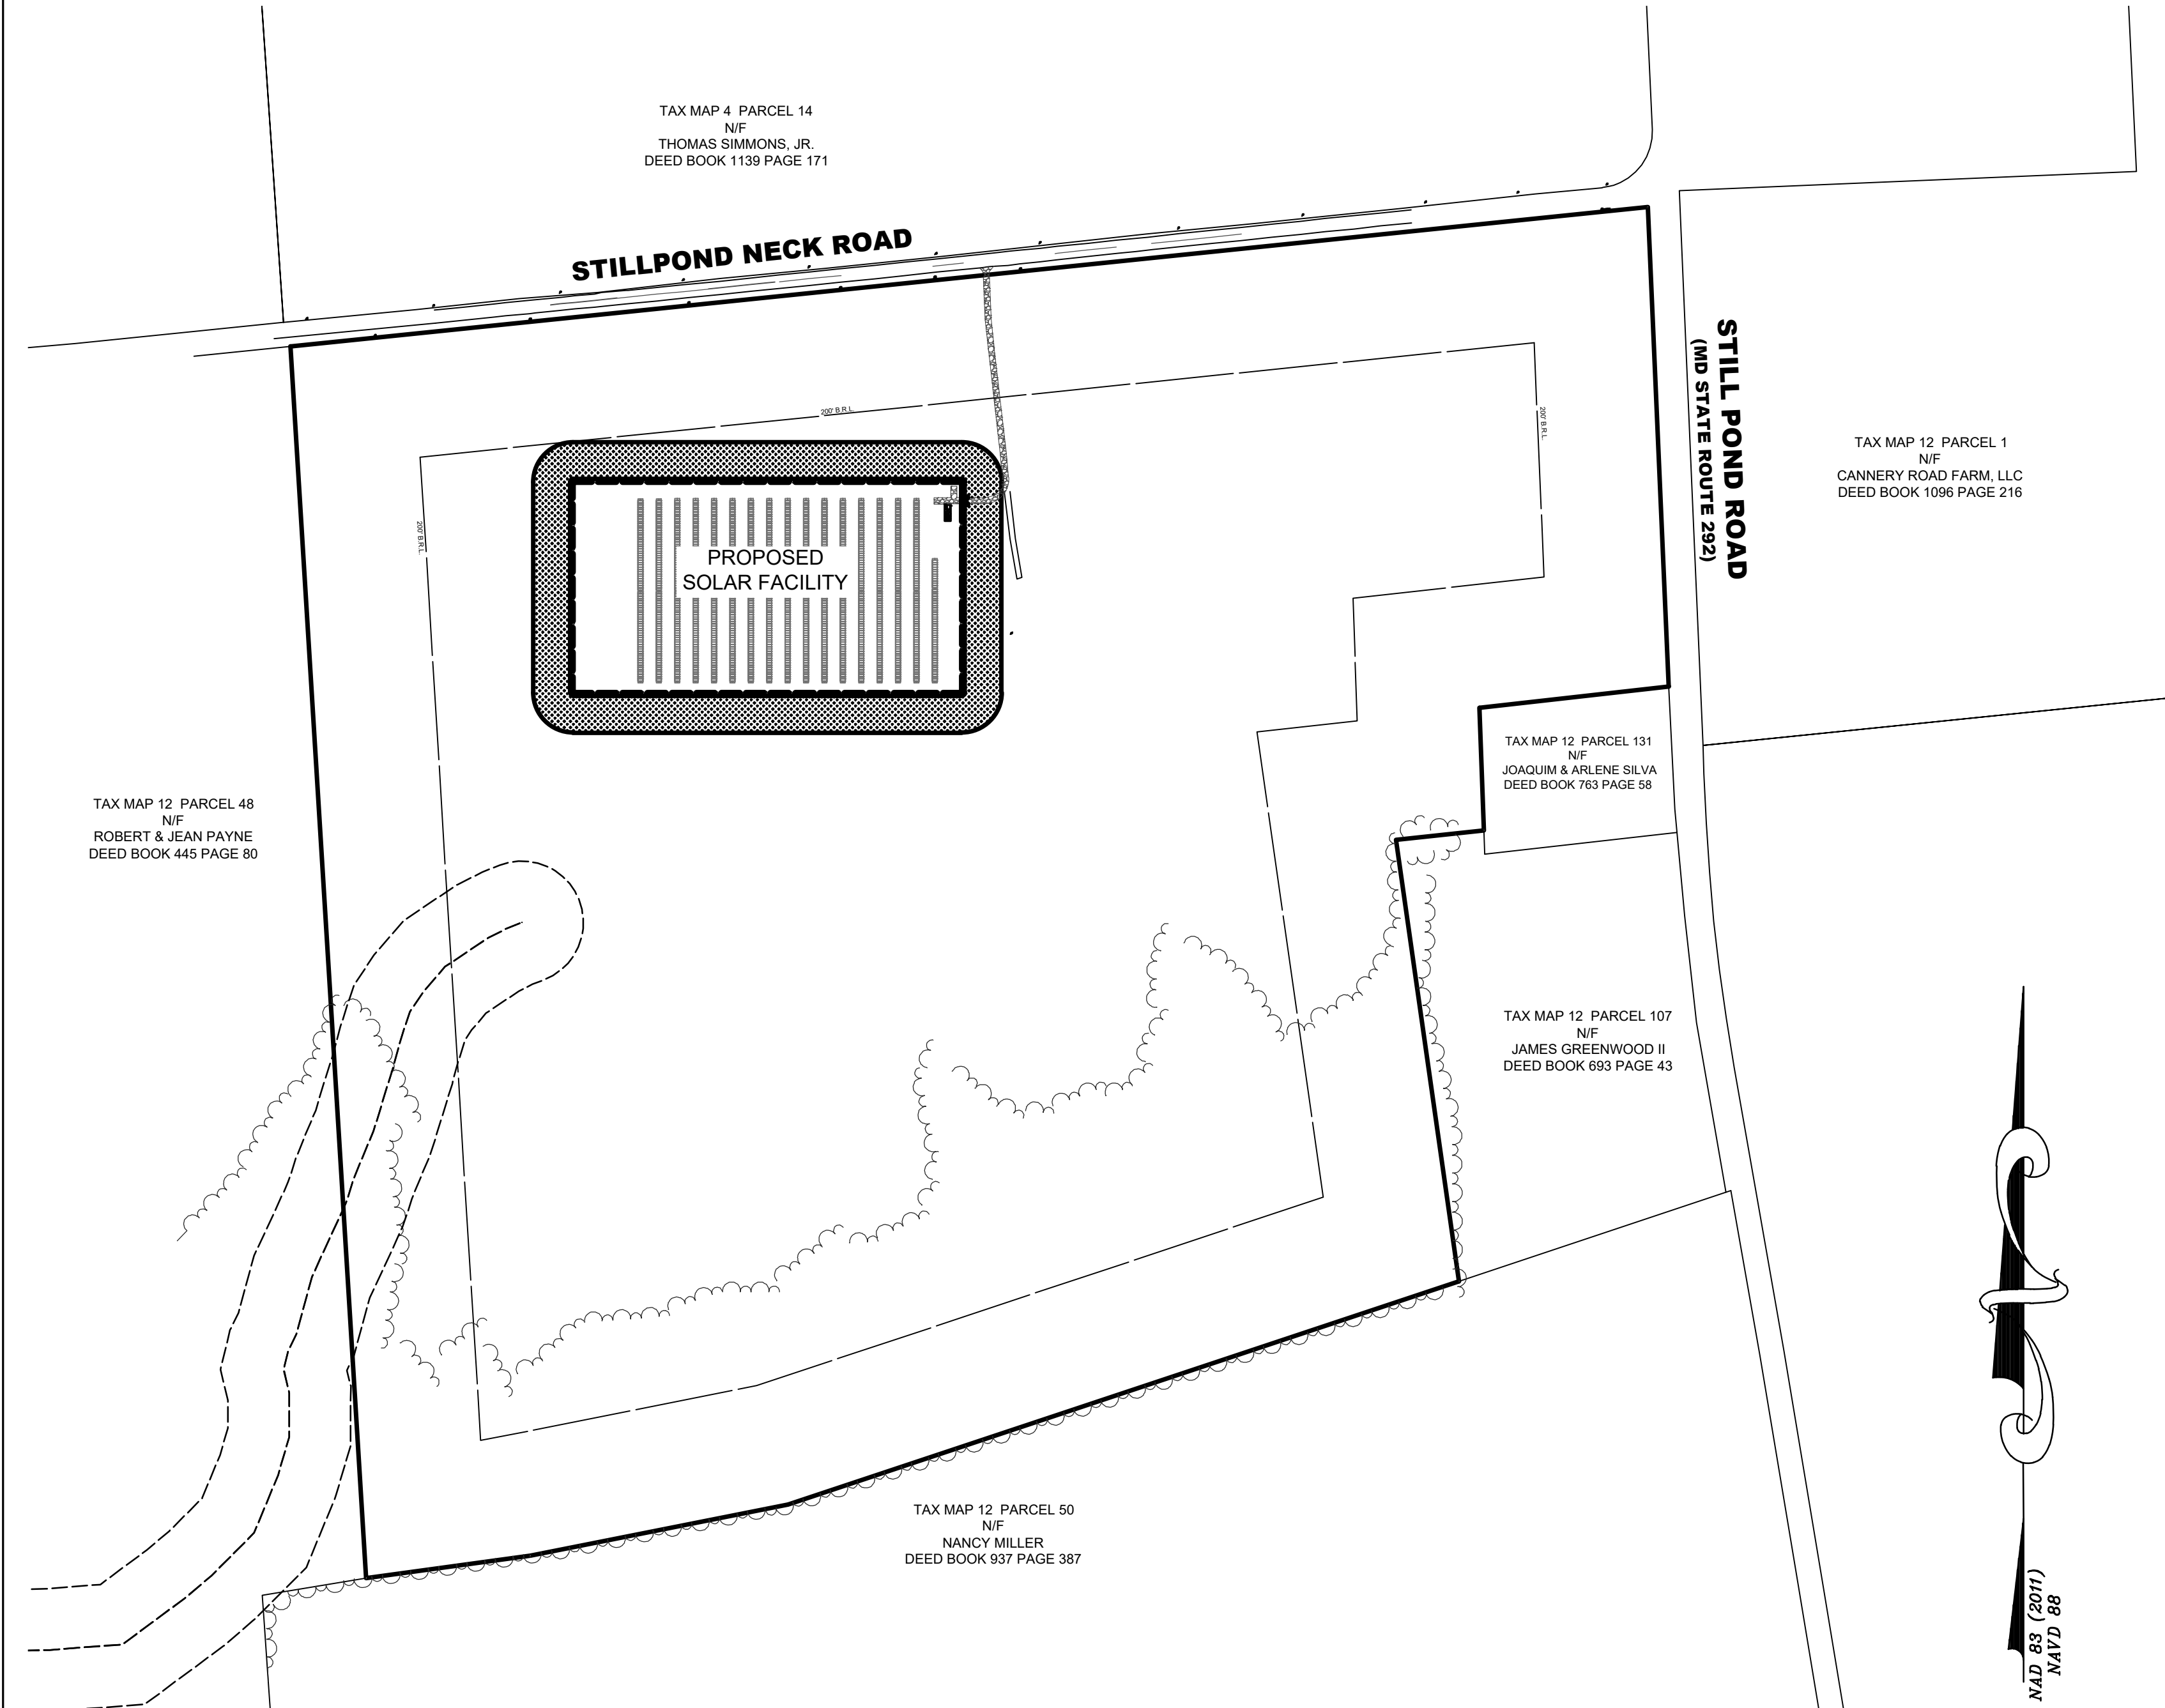 TAX MAP 4 PARCEL 14
N/F
THOMAS SIMMONS, JR.
DEED BOOK 1139 PAGE 171
STILLPOND NECK ROAD
STILL POND ROAD
(MD STATE ROUTE 292)
200' B.R.L.
200' B.R.L.
200' B.R.L.
TAX MAP 12 PARCEL 1
N/F
CANNERY ROAD FARM, LLC
DEED BOOK 1096 PAGE 216
PROPOSED
SOLAR FACILITY
TAX MAP 12 PARCEL 131
N/F
JOAQUIM & ARLENE SILVA
DEED BOOK 763 PAGE 58
TAX MAP 12 PARCEL 48
N/F
ROBERT & JEAN PAYNE
DEED BOOK 445 PAGE 80
TAX MAP 12 PARCEL 107
N/F
JAMES GREENWOOD II
DEED BOOK 693 PAGE 43
TAX MAP 12 PARCEL 50
N/F
NANCY MILLER
DEED BOOK 937 PAGE 387
NAD 83 (2011)
NAVD 88